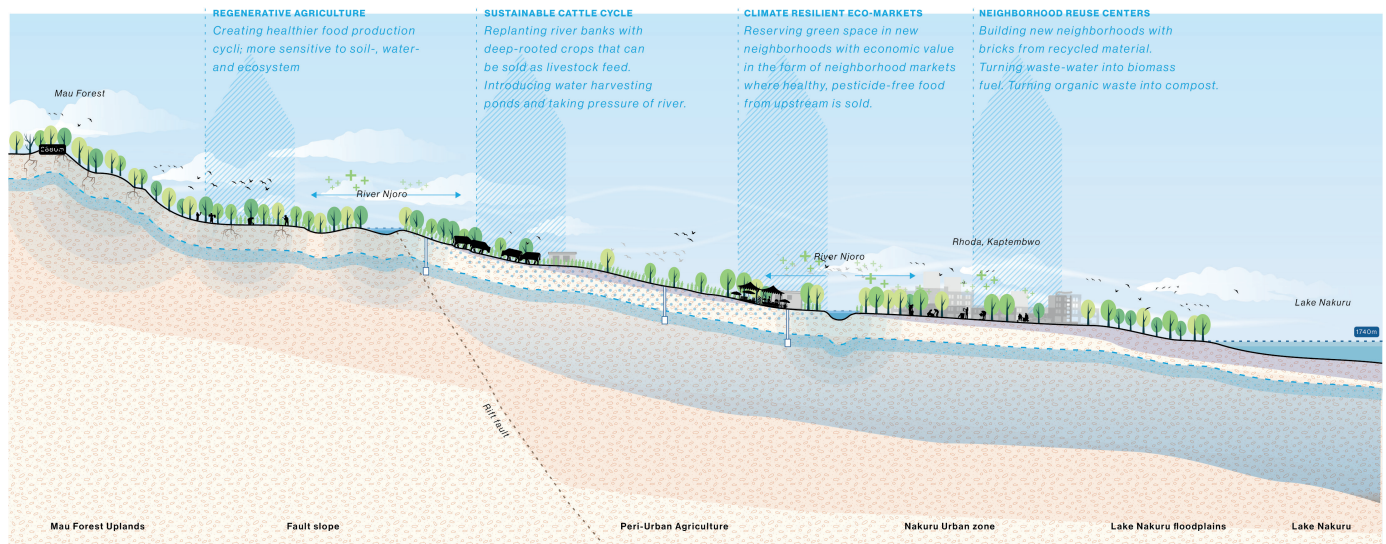 REGENERATIVE AGRICULTURE
Creating healthier food production
cycli; more sensitive to soil-, water-
and ecosystem
SUSTAINABLE CATTLE CYCLE
Replanting river banks with
deep-rooted crops that can
be sold as livestock feed.
Introducing water harvesting
ponds and taking pressure of river.
CLIMATE RESILIENT ECO-MARKETS
Reserving green space in new
neighborhoods with economic value
in the form of neighborhood markets
where healthy, pesticide-free food
from upstream is sold.
NEIGHBORHOOD REUSE CENTERS
Building new neighborhoods with
bricks from recycled material.
Turning waste-water into biomass
fuel. Turning organic waste into compost.
Mau Forest
River Njoro
River Njoro
Rhoda, Kaptembwo
Lake Nakuru
1740m
Rift fault
Mau Forest Uplands
Fault slope
Peri-Urban Agriculture
Nakuru Urban zone
Lake Nakuru floodplains
Lake Nakuru